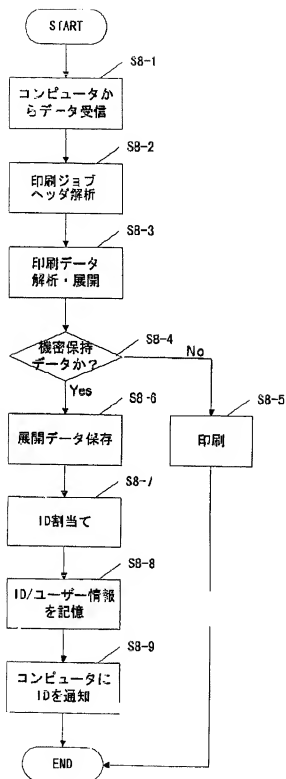 START
S8-1
コンピュータか
らデータ受信
S8-2
印刷ジョブ
ヘッダ解析
S8-3
印刷データ
解析・展開
S8-4
機密保持
データか?
No
Yes
S8-6
S8-5
展開データ保存
印刷
S8-7
ID割当て
S8-8
ID/ユーザー情報
を記憶
S8-9
コンピュータに
IDを通知
END